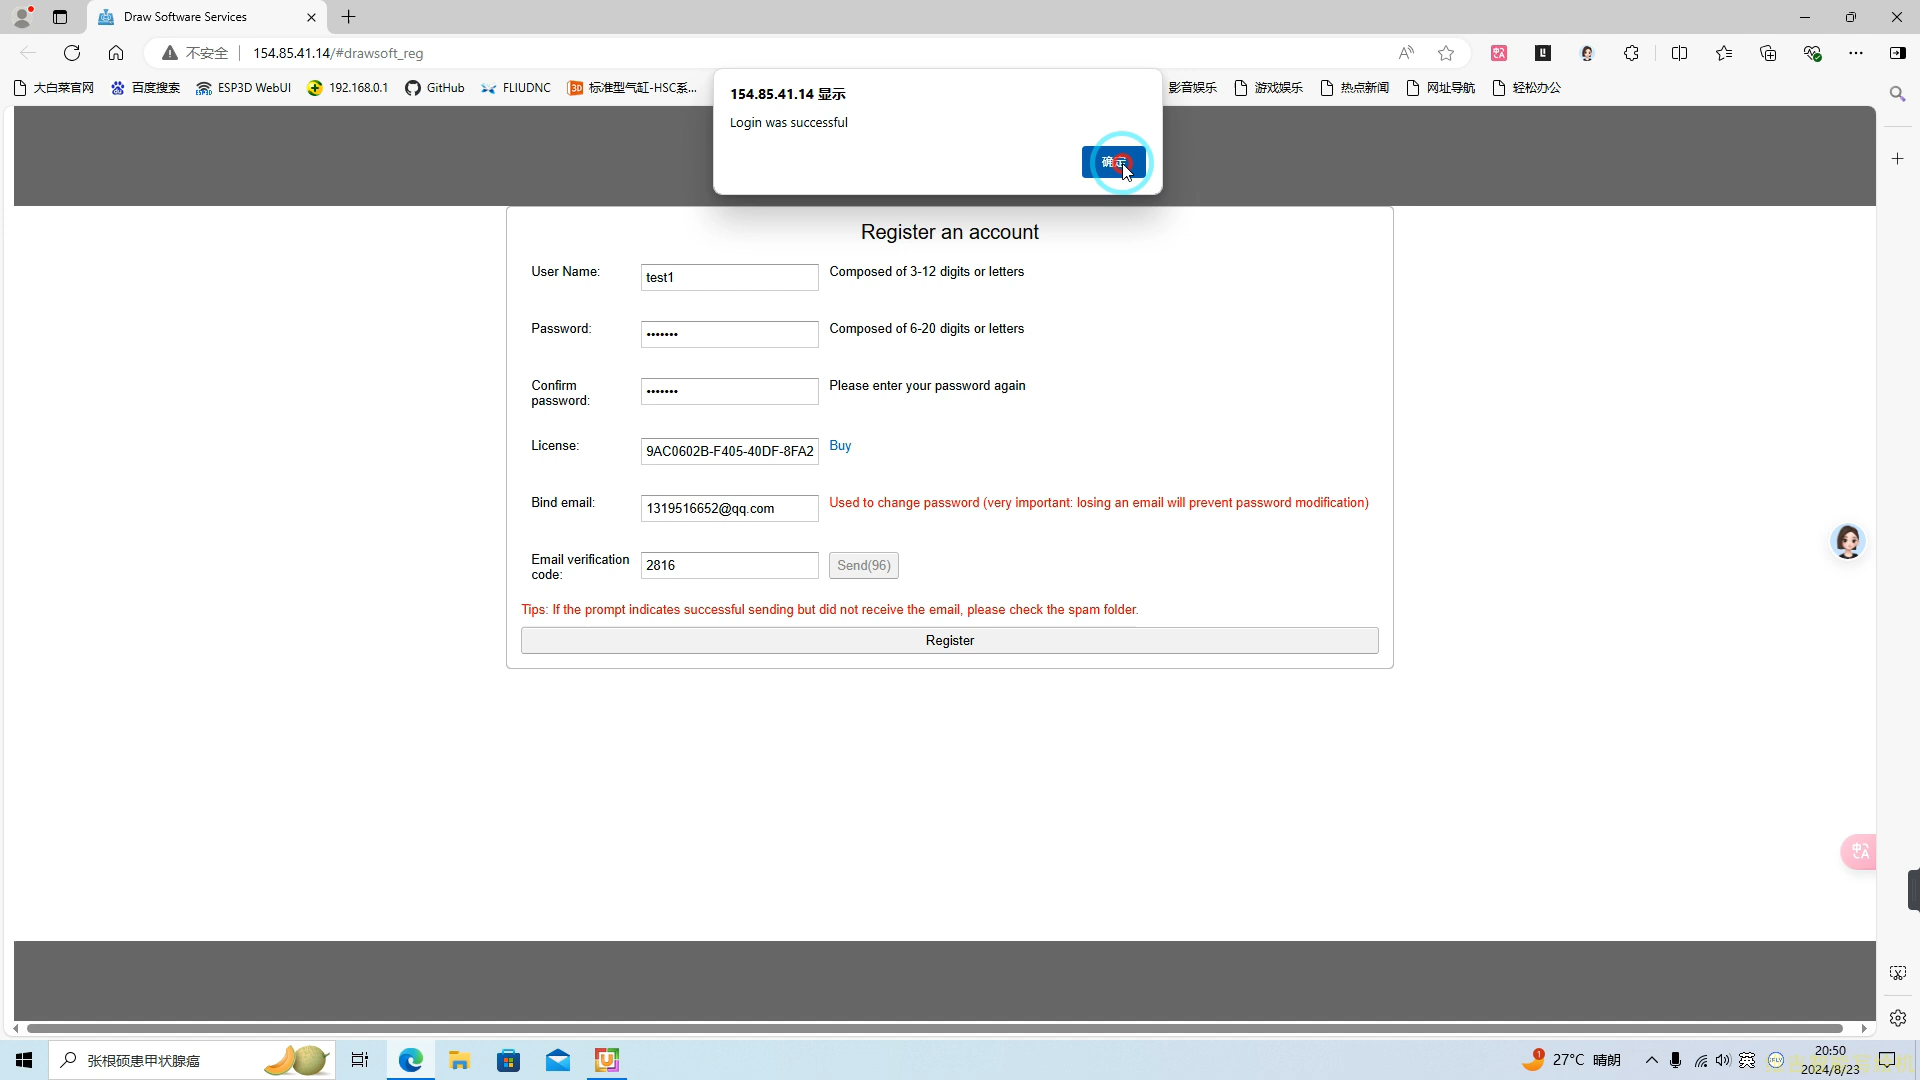 Draw Software Services
不安全
154.85.41.14/#drawsoft_reg
大白菜官网
百度搜索
ESP3D WebUI
192.168.0.1
GitHub
FLIUDNC
标准型气缸-HSC系...
影音娱乐
游戏娱乐
热点新闻
网址导航
轻松办公
154.85.41.14 显示
Login was successful
确定
Register an account
User Name:
test1
Composed of 3-12 digits or letters
Password:
•••••••
Composed of 6-20 digits or letters
Confirm
password:
•••••••
Please enter your password again
License:
9AC0602B-F405-40DF-8FA2
Buy
Bind email:
1319516652@qq.com
Used to change password (very important: losing an email will prevent password modification)
Email verification
code:
2816
Send(96)
Tips: If the prompt indicates successful sending but did not receive the email, please check the spam folder.
Register
张根硕患甲状腺癌
1
27°C 晴朗
英
20:50
2024/8/23